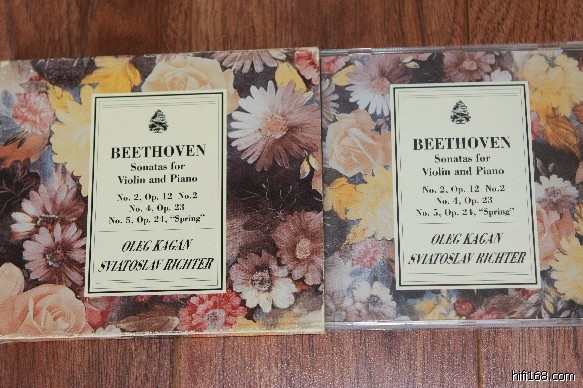 BEETHOVEN
Sonatas for
Violin and Piano
No. 2, Op. 12 No.2
No. 4, Op. 23
No. 5, Op. 24, "Spring"
OLEG KAGAN
SVIATOSLAV RICHTER
BEETHOVEN
Sonatas for
Violin and Piano
No. 2, Op. 12 No.2
No. 4, Op. 23
No. 5, Op. 24, "Spring"
OLEG KAGAN
SVIATOSLAV RICHTER
hifi168.com